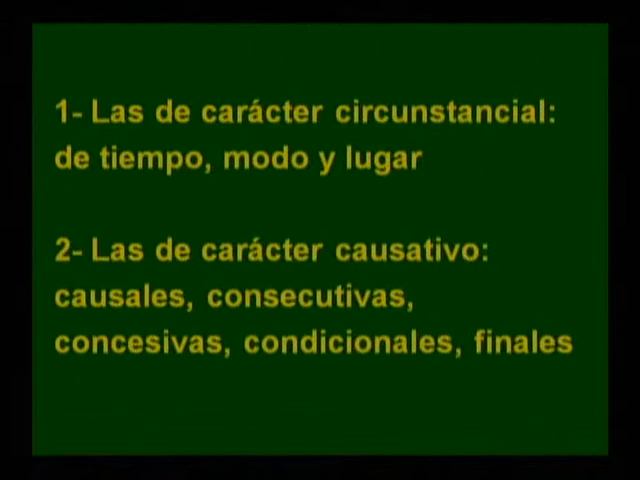 1- Las de carácter circunstancial:
de tiempo, modo y lugar
2- Las de carácter causativo:
causales, consecutivas,
concesivas, condicionales, finales